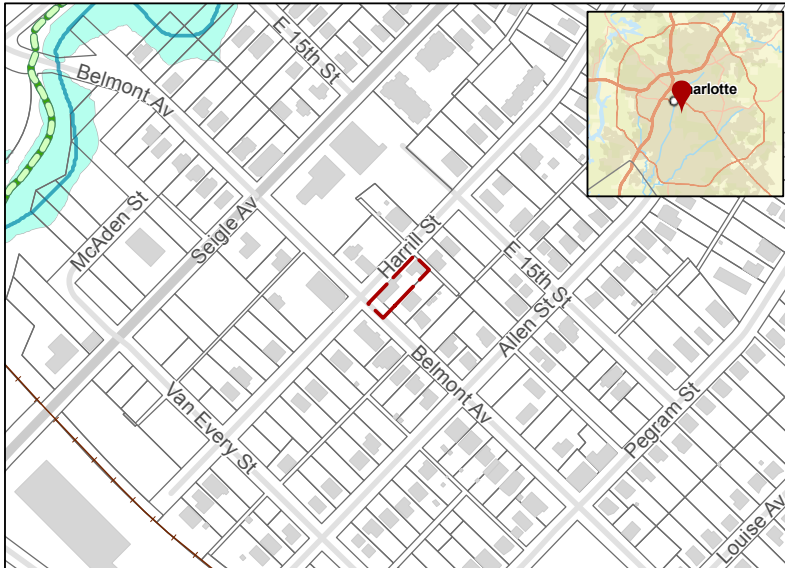 E 15th St
Belmont Av
McAden St
Seigle Av
Harrill St
E 15th St
Allen St
Belmont Av
Van Every St
Pegram St
Louise Av
harlotte